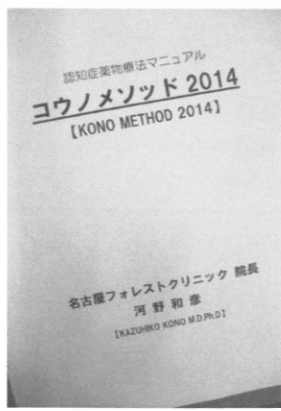 認知症薬物療法マニュアル
コウノメソッド 2014
【KONO METHOD 2014】
名古屋フォレストクリニック 院長
河野和彦
【KAZUHIKO KONO M.D.Ph.D】